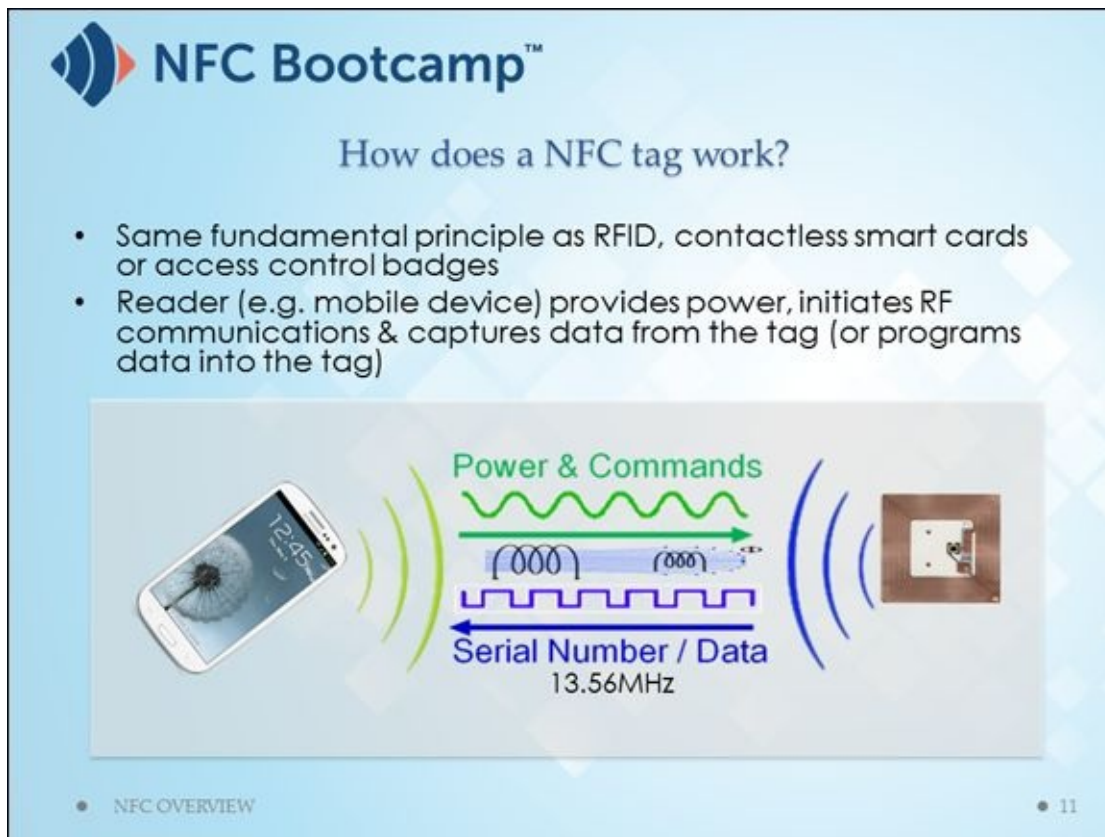 NFC Bootcamp™
How does a NFC tag work?
• Same fundamental principle as RFID, contactless smart cards
or access control badges
• Reader (e.g. mobile device) provides power, initiates RF
communications & captures data from the tag (or programs
data into the tag)
Power & Commands
12:45
Serial Number / Data
13.56MHz
• NFC OVERVIEW
• 11